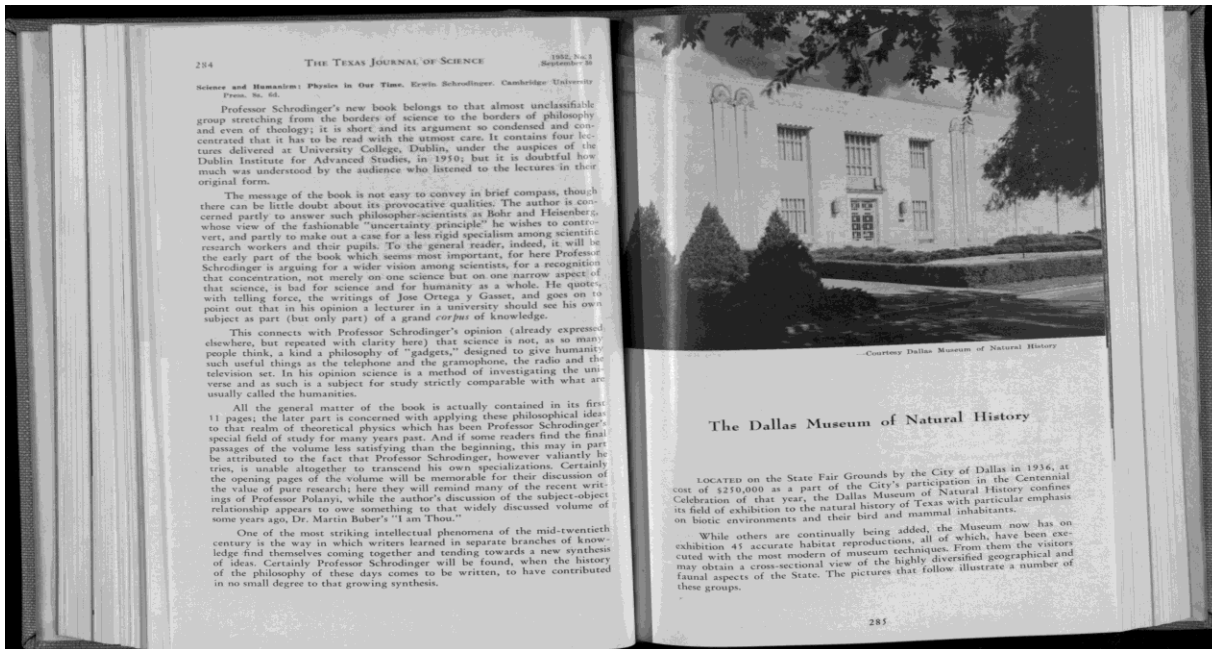 284 THE TEXAS JOURNAL OF SCIENCE 1952, No. 3
September 30
Science and Humanism: Physics in Our Time. Erwin Schrodinger. Cambridge University
Press, 8s. 6d.
Professor Schrodinger's new book belongs to that almost unclassifiable
group stretching from the borders of science to the borders of philosophy
and even of theology; it is short and its argument so condensed and con-
centrated that it has to be read with the utmost care. It contains four lec-
tures delivered at University College, Dublin, under the auspices of the
Dublin Institute for Advanced Studies, in 1950; but it is doubtful how
much was understood by the audience who listened to the lectures in their
original form.
The message of the book is not easy to convey in brief compass, though
there can be little doubt about its provocative qualities. The author is con-
cerned partly to answer such philosopher-scientists as Bohr and Heisenberg,
whose view of the fashionable "uncertainty principle" he wishes to contro-
vert, and partly to make out a case for a less rigid specialism among scientific
research workers and their pupils. To the general reader, indeed, it will be
the early part of the book which seems most important, for here Professor
Schrodinger is arguing for a wider vision among scientists, for a recognition
that concentration, not merely on one science but on one narrow aspect of
that science, is bad for science and for humanity as a whole. He quotes,
with telling force, the writings of Jose Ortega y Gasset, and goes on to
point out that in his opinion a lecturer in a university should see his own
subject as part (but only part) of a grand corpus of knowledge.
This connects with Professor Schrodinger's opinion (already expressed
elsewhere, but repeated with clarity here) that science is not, as so many
people think, a kind a philosophy of "gadgets," designed to give humanity
such useful things as the telephone and the gramophone, the radio and the
television set. In his opinion science is a method of investigating the uni-
verse and as such is a subject for study strictly comparable with what are
usually called the humanities.
All the general matter of the book is actually contained in its first
11 pages; the later part is concerned with applying these philosophical ideas
to that realm of theoretical physics which has been Professor Schrodinger's
special field of study for many years past. And if some readers find the final
passages of the volume less satisfying than the beginning, this may in part
be attributed to the fact that Professor Schrodinger, however valiantly he
tries, is unable altogether to transcend his own specializations. Certainly
the opening pages of the volume will be memorable for their discussion of
the value of pure research; here they will remind many of the recent writ-
ings of Professor Polanyi, while the author's discussion of the subject-object
relationship appears to owe something to that widely discussed volume of
some years ago, Dr. Martin Buber's "I am Thou."
One of the most striking intellectual phenomena of the mid-twentieth
century is the way in which writers learned in separate branches of know-
ledge find themselves coming together and tending towards a new synthesis
of ideas. Certainly Professor Schrodinger will be found, when the history
of the philosophy of these days comes to be written, to have contributed
in no small degree to that growing synthesis.
—Courtesy Dallas Museum of Natural History
The Dallas Museum of Natural History
LOCATED on the State Fair Grounds by the City of Dallas in 1936, at
cost of $250,000 as a part of the City's participation in the Centennial
Celebration of that year, the Dallas Museum of Natural History confines
its field of exhibition to the natural history of Texas with particular emphasis
on biotic environments and their bird and mammal inhabitants.
While others are continually being added, the Museum now has on
exhibition 45 accurate habitat reproductions, all of which, have been exe-
cuted with the most modern of museum techniques. From them the visitors
may obtain a cross-sectional view of the highly diversified geographical and
faunal aspects of the State. The pictures that follow illustrate a number of
these groups.
285